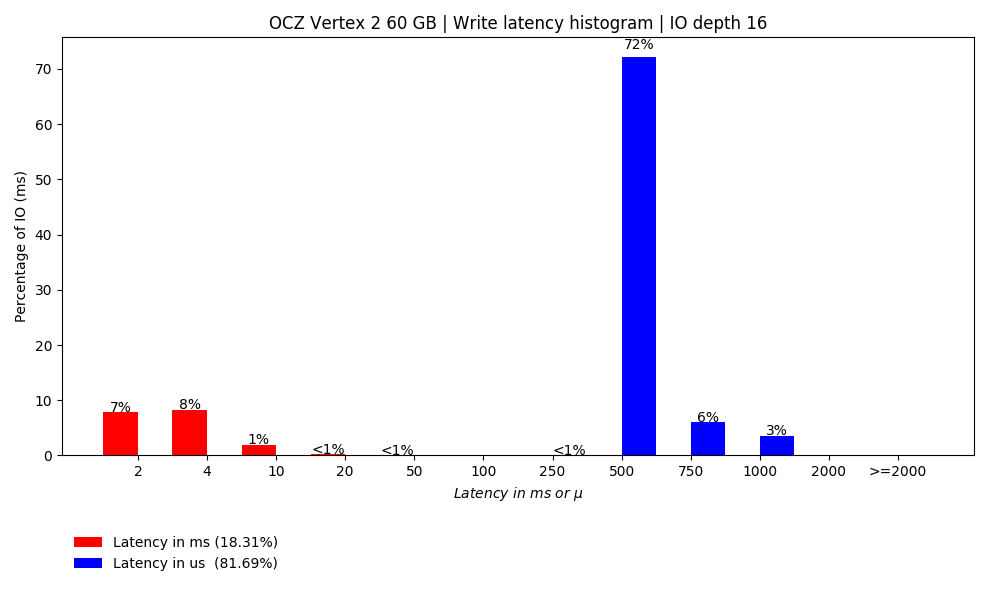 OCZ Vertex 2 60 GB | Write latency histogram | IO depth 16
72%
70
60
50
40
30
20
10
0
Percentage of IO (ms)
7%
8%
1%
<1%
<1%
<1%
6%
3%
2 4 10 20 50 100 250 500 750 1000 2000 >=2000
Latency in ms or μ
Latency in ms (18.31%)
Latency in us  (81.69%)